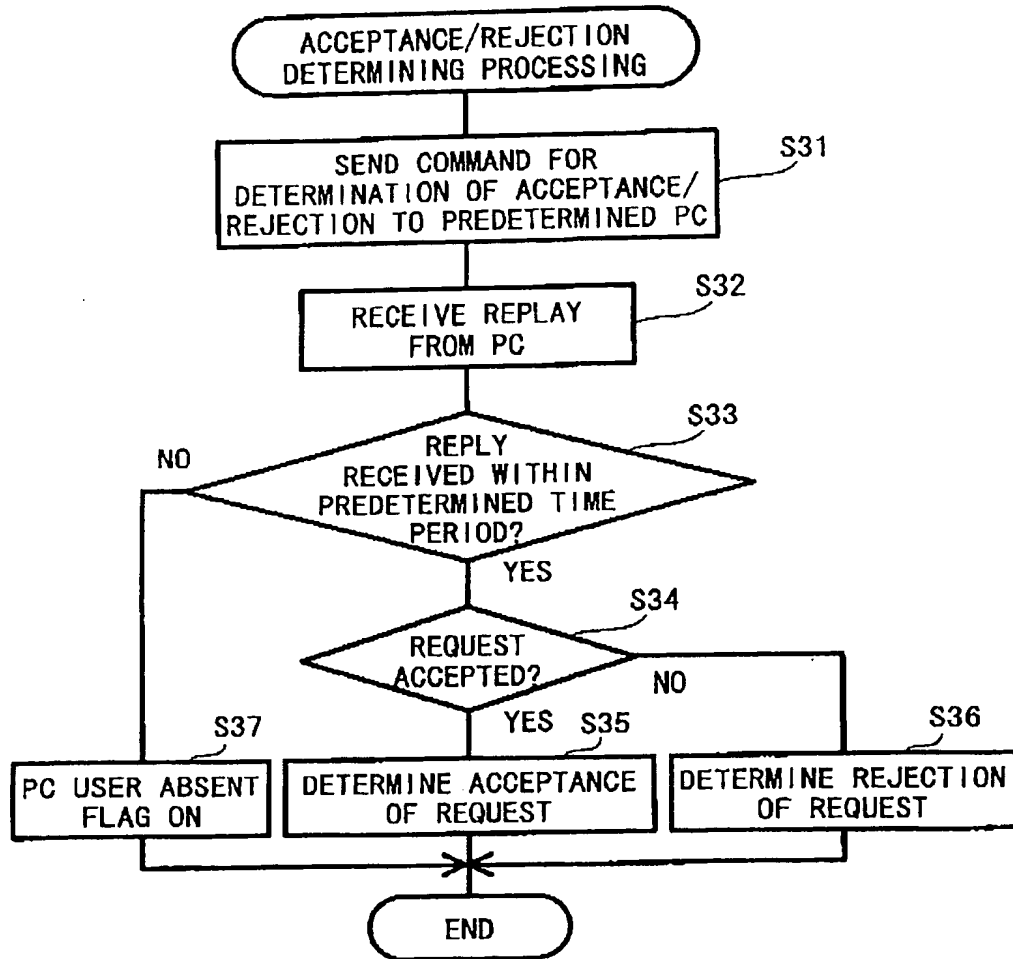 ACCEPTANCE/REJECTION
DETERMINING PROCESSING
S31
SEND COMMAND FOR
DETERMINATION OF ACCEPTANCE/
REJECTION TO PREDETERMINED PC
S32
RECEIVE REPLAY
FROM PC
S33
REPLY
RECEIVED WITHIN
PREDETERMINED TIME
PERIOD?
NO
YES
S34
REQUEST
ACCEPTED?
NO
YES
S37
PC USER ABSENT
FLAG ON
S35
DETERMINE ACCEPTANCE
OF REQUEST
S36
DETERMINE REJECTION
OF REQUEST
END